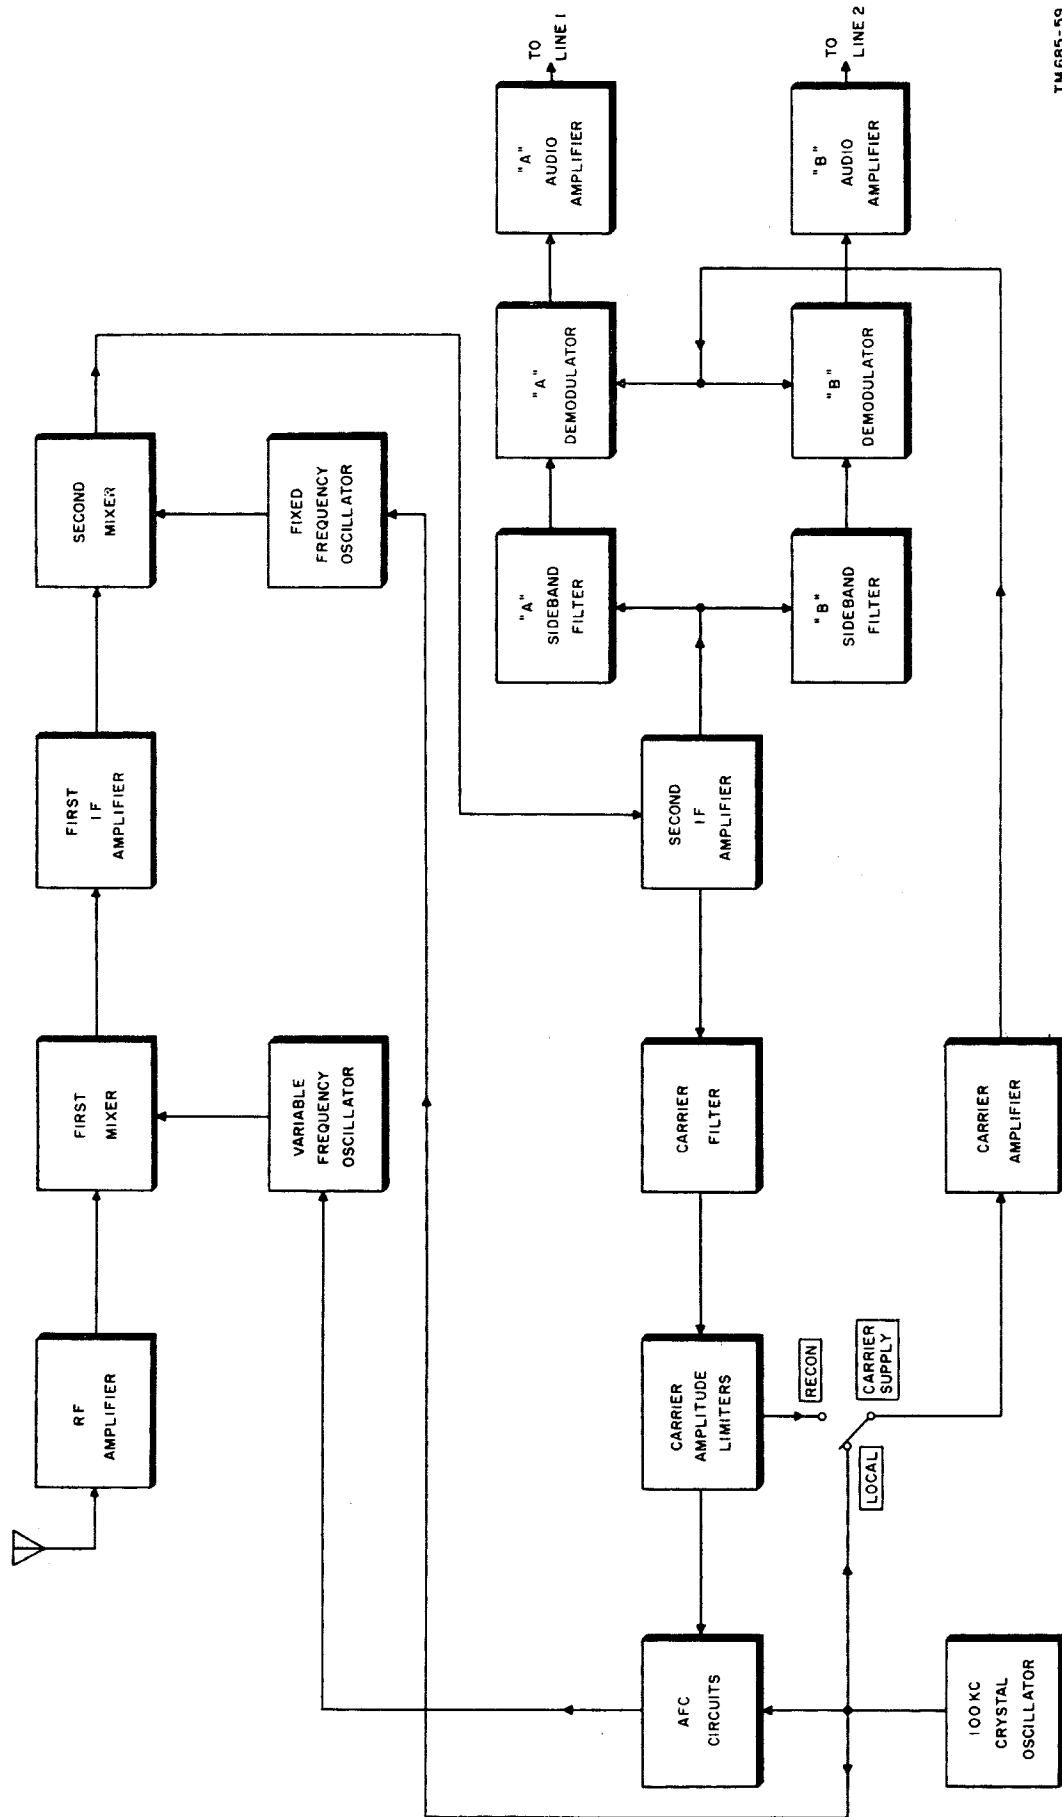 RF
AMPLIFIER
FIRST
MIXER
FIRST
IF
AMPLIFIER
SECOND
MIXER
VARIABLE
FREQUENCY
OSCILLATOR
FIXED
FREQUENCY
OSCILLATOR
"A"
SIDEBAND
FILTER
"A"
DEMODULATOR
"A"
AUDIO
AMPLIFIER
TO
LINE 1
AFC
CIRCUITS
CARRIER
AMPLITUDE
LIMITERS
CARRIER
FILTER
SECOND
IF
AMPLIFIER
"B"
SIDEBAND
FILTER
"B"
DEMODULATOR
"B"
AUDIO
AMPLIFIER
TO
LINE 2
RECON
LOCAL
CARRIER
SUPPLY
100 KC
CRYSTAL
OSCILLATOR
CARRIER
AMPLIFIER
TM685-59